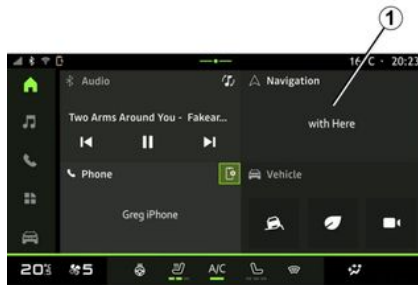 1
16°C · 20:23
Audio
Navigation
Two Arms Around You - Fakear...
with Here
Phone
Vehicle
Greg iPhone
20°5 5 A/C